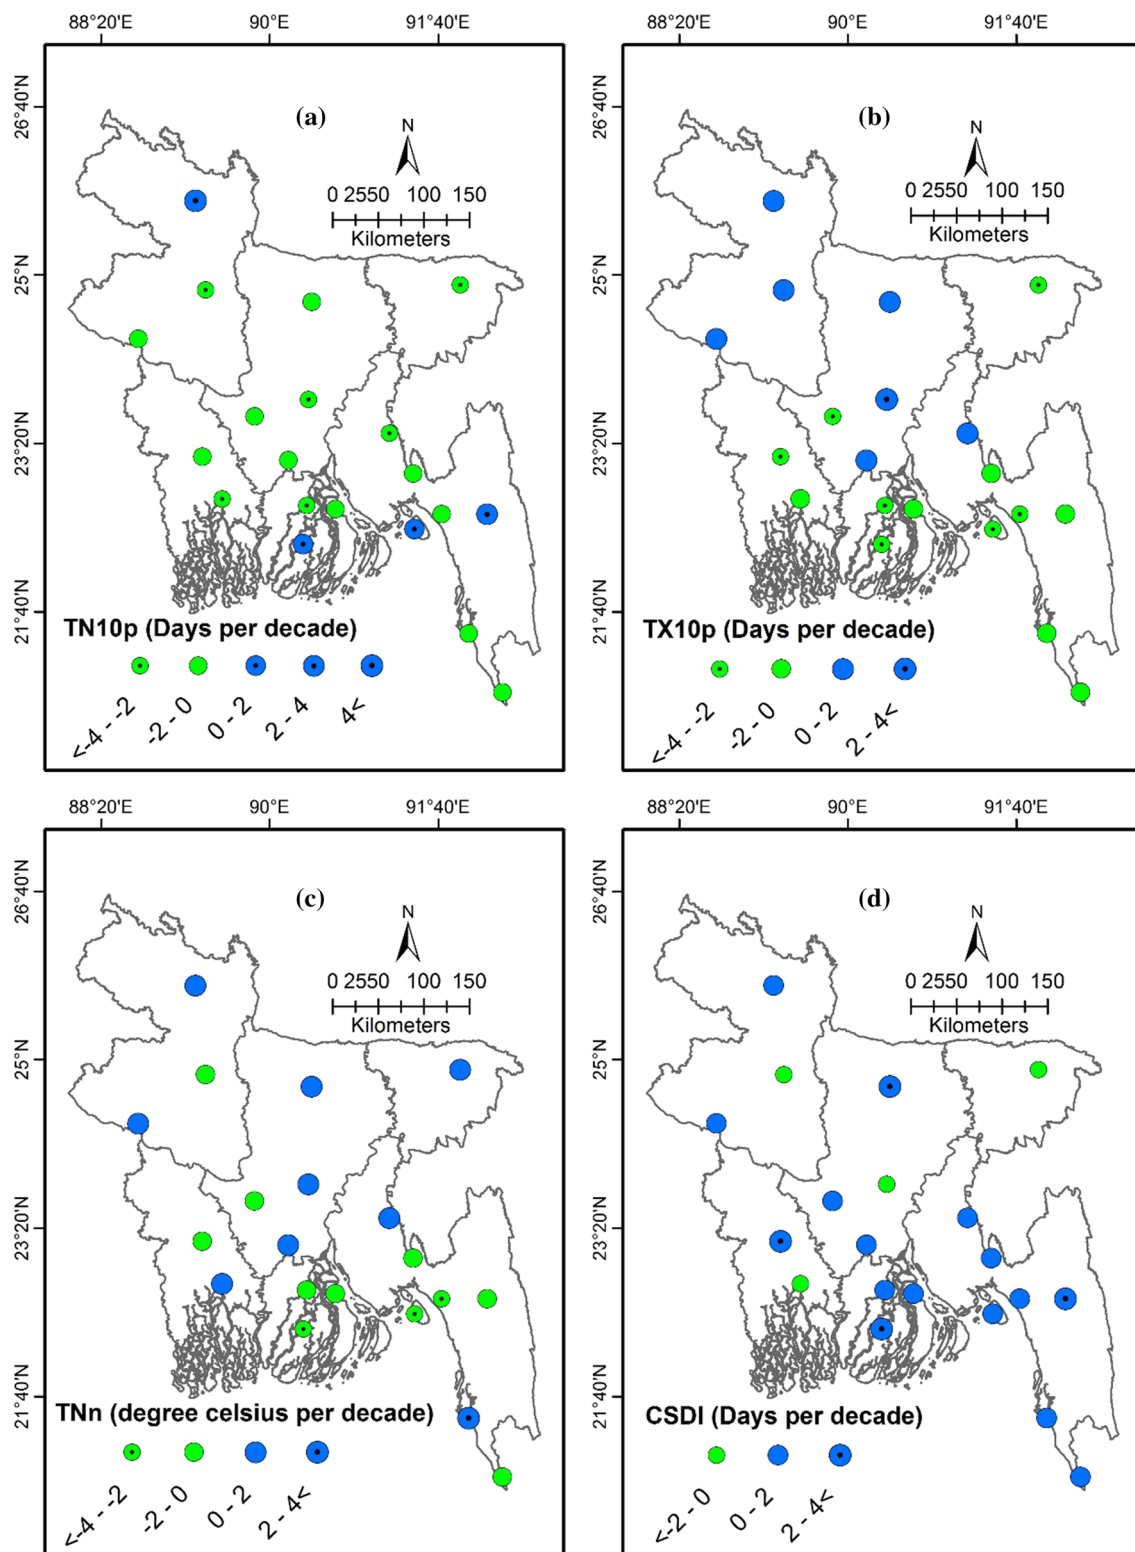 88°20'E 90°E 91°40'E 88°20'E 90°E 91°40'E
26°40'N
25°N
23°20'N
21°40'N
(a)
N
0 2550 100 150
Kilometers
TN10p (Days per decade)
<-4 - -2
-2 - 0
0 - 2
2 - 4
4<
26°40'N
25°N
23°20'N
21°40'N
(b)
N
0 2550 100 150
Kilometers
TX10p (Days per decade)
<-4 - -2
-2 - 0
0 - 2
2 - 4<
88°20'E 90°E 91°40'E 88°20'E 90°E 91°40'E
26°40'N
25°N
23°20'N
21°40'N
(c)
N
0 2550 100 150
Kilometers
TNn (degree celsius per decade)
<-4 - -2
-2 - 0
0 - 2
2 - 4<
26°40'N
25°N
23°20'N
21°40'N
(d)
N
0 2550 100 150
Kilometers
CSDI (Days per decade)
<-2 - 0
0 - 2
2 - 4<